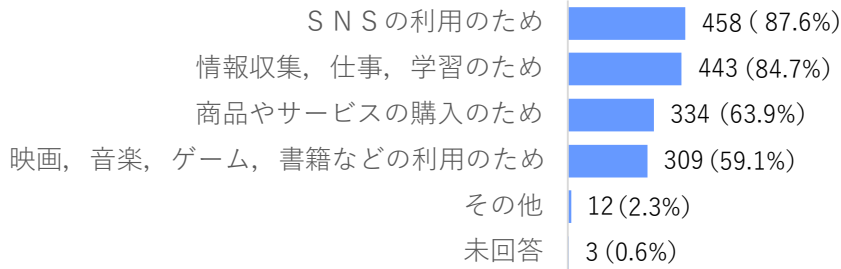 ＳＮＳの利用のため 458 ( 87.6%)
情報収集，仕事，学習のため 443 (84.7%)
商品やサービスの購入のため 334 (63.9%)
映画，音楽，ゲーム，書籍などの利用のため 309 (59.1%)
その他 12 (2.3%)
未回答 3 (0.6%)